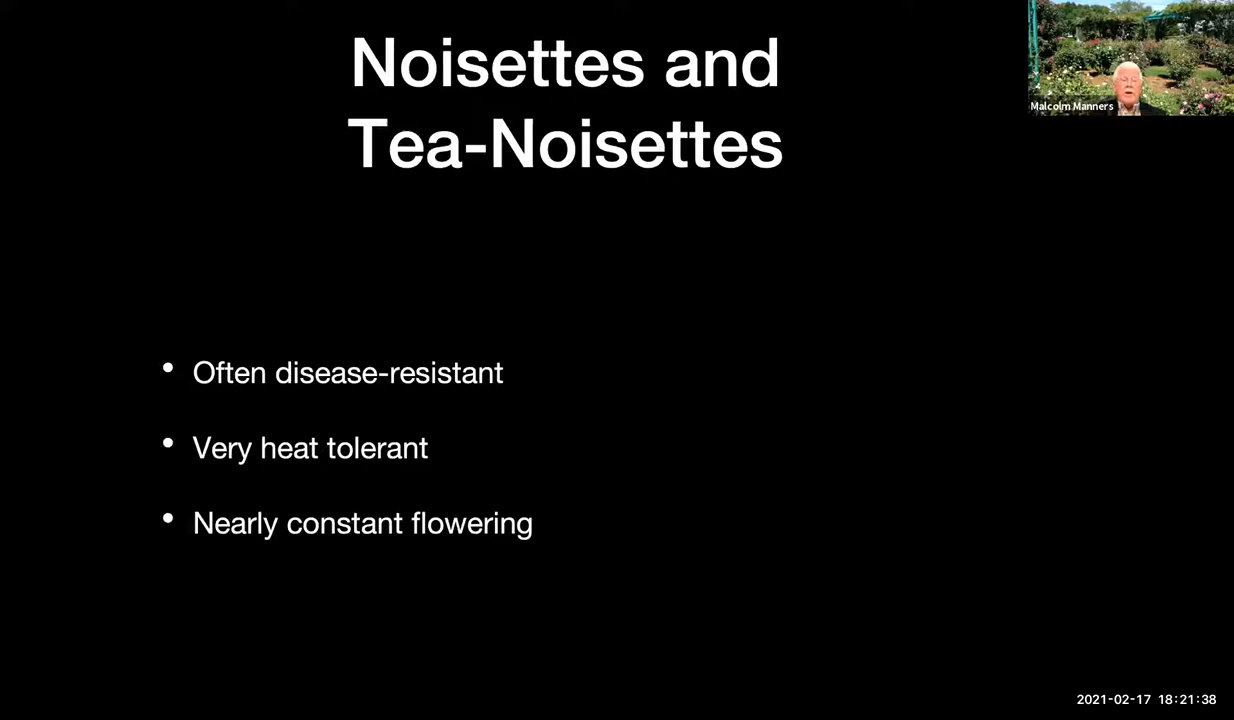 Noisettes and
Tea-Noisettes
Malcolm Manners
• Often disease-resistant
• Very heat tolerant
• Nearly constant flowering
2021-02-17 18:21:38